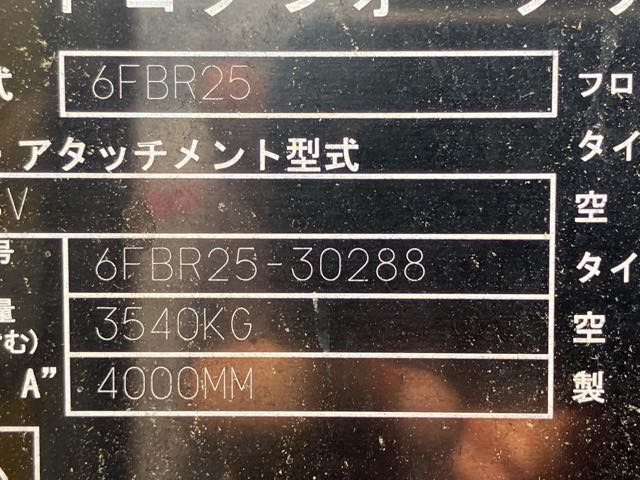 式 6FBR25 フロ
アタッチメント型式 タイ
V 空
号 6FBR25-30288 タイ
量 3540KG 空
む)
A” 4000MM 製